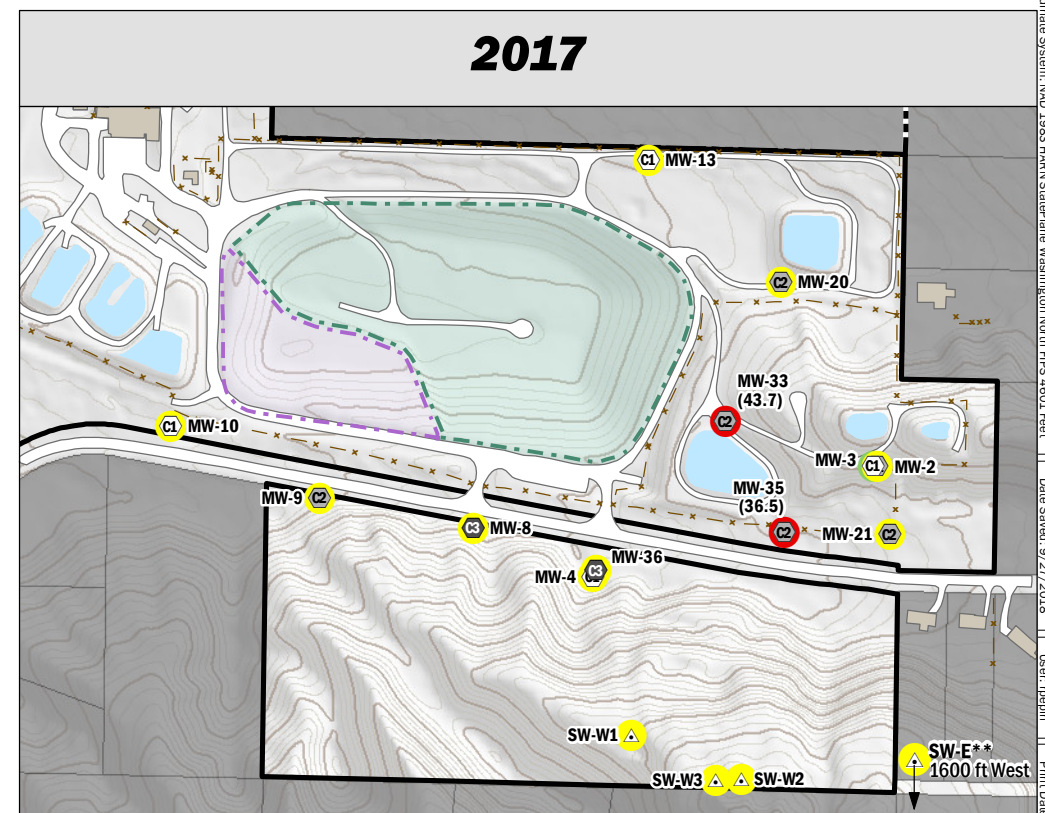 2017
C1 MW-13
C2 MW-20
MW-33
(43.7)
C2
C1 MW-10
MW-3 C1 MW-2
MW-35
(36.5)
MW-9 C2
C3 MW-8
C2
MW-21 C2
MW-36
C3
MW-4
SW-W1
SW-W3
SW-W2
SW-E**
1600 ft West